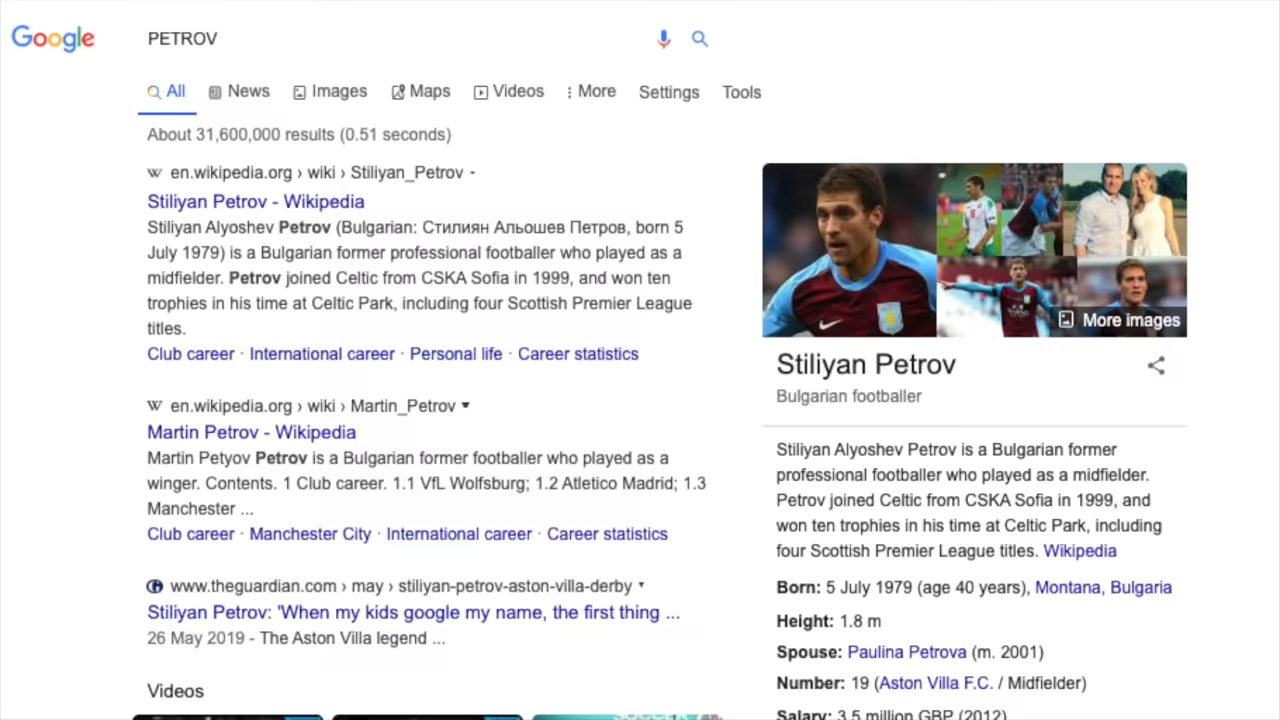 Google
PETROV
All News Images Maps Videos More Settings Tools
About 31,600,000 results (0.51 seconds)
en.wikipedia.org › wiki › Stiliyan_Petrov
Stiliyan Petrov - Wikipedia
Stiliyan Alyoshev Petrov (Bulgarian: Стилиян Альошев Петров, born 5
July 1979) is a Bulgarian former professional footballer who played as a
midfielder. Petrov joined Celtic from CSKA Sofia in 1999, and won ten
trophies in his time at Celtic Park, including four Scottish Premier League
titles.
Club career · International career · Personal life · Career statistics
en.wikipedia.org › wiki › Martin_Petrov
Martin Petrov - Wikipedia
Martin Petyov Petrov is a Bulgarian former footballer who played as a
winger. Contents. 1 Club career. 1.1 VfL Wolfsburg; 1.2 Atletico Madrid; 1.3
Manchester ...
Club career · Manchester City · International career · Career statistics
www.theguardian.com › may › stiliyan-petrov-aston-villa-derby
Stiliyan Petrov: 'When my kids google my name, the first thing ...
26 May 2019 - The Aston Villa legend ...
Videos
More images
Stiliyan Petrov
Bulgarian footballer
Stiliyan Alyoshev Petrov is a Bulgarian former
professional footballer who played as a midfielder.
Petrov joined Celtic from CSKA Sofia in 1999, and
won ten trophies in his time at Celtic Park, including
four Scottish Premier League titles. Wikipedia
Born: 5 July 1979 (age 40 years), Montana, Bulgaria
Height: 1.8 m
Spouse: Paulina Petrova (m. 2001)
Number: 19 (Aston Villa F.C. / Midfielder)
Salary: 3.5 million GBP (2012)